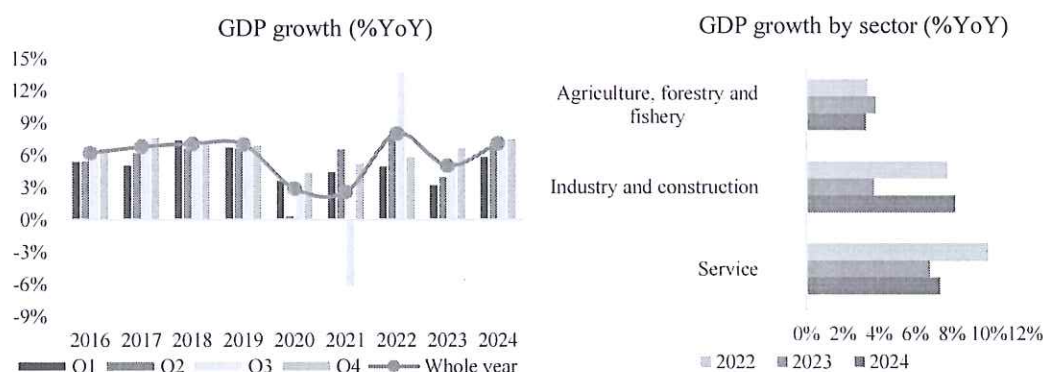 GDP growth (%YoY)
15%
12%
9%
6%
3%
0%
-3%
-6%
-9%
2016 2017 2018 2019 2020 2021 2022 2023 2024
Q1 Q2 Q3 Q4 Whole year
GDP growth by sector (%YoY)
Agriculture, forestry and
fishery
Industry and construction
Service
0% 2% 4% 6% 8% 10% 12%
2022 2023 2024